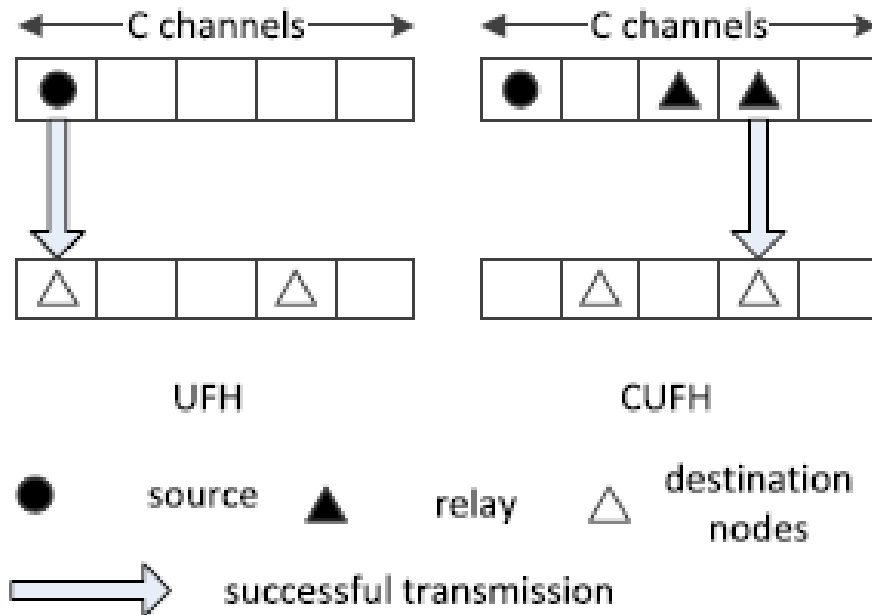 C channels
C channels
UFH
CUFH
source
relay
destination
nodes
successful transmission